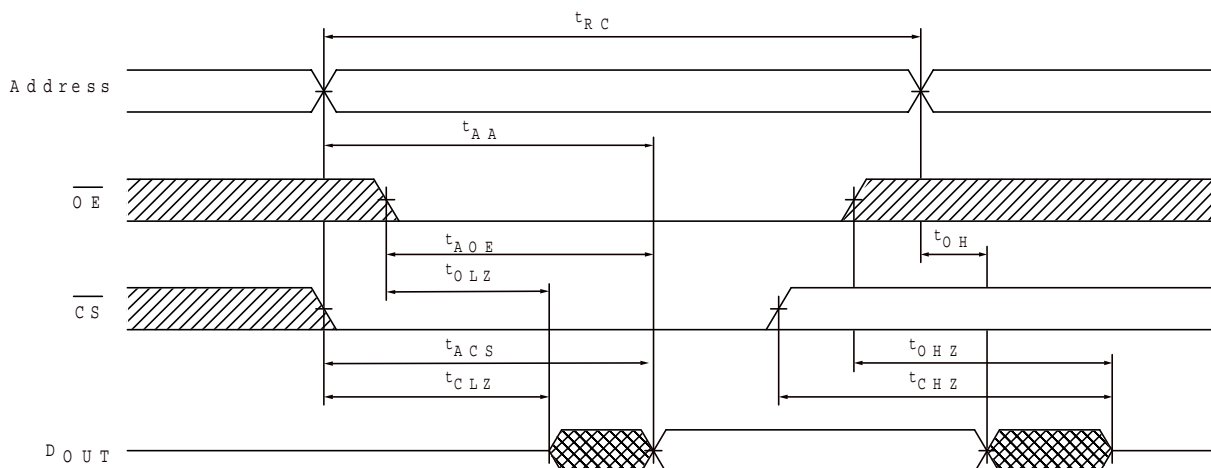 tRC
Address
tAA
OE
tAOE
tOH
tOLZ
CS
tACS
tOHZ
tCLZ
tCHZ
DOUT